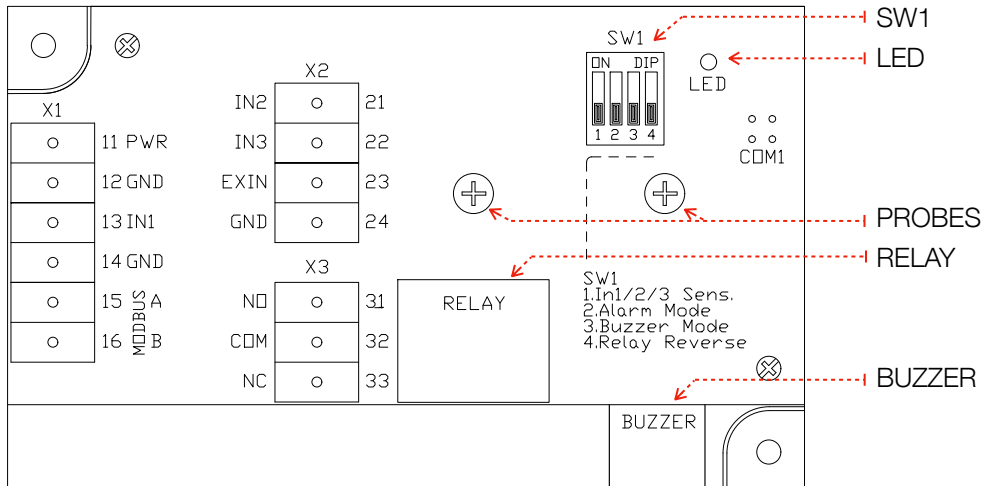 SW1
LED
PROBES
RELAY
BUZZER
X1
11 PWR
12 GND
13 IN1
14 GND
15 A
16 B
MODBUS
X2
IN2 21
IN3 22
EXIN 23
GND 24
X3
NO 31
COM 32
NC 33
RELAY
SW1
ON DIP
1 2 3 4
LED
COM1
SW1
1.In1/2/3 Sens.
2.Alarm Mode
3.Buzzer Mode
4.Relay Reverse
BUZZER